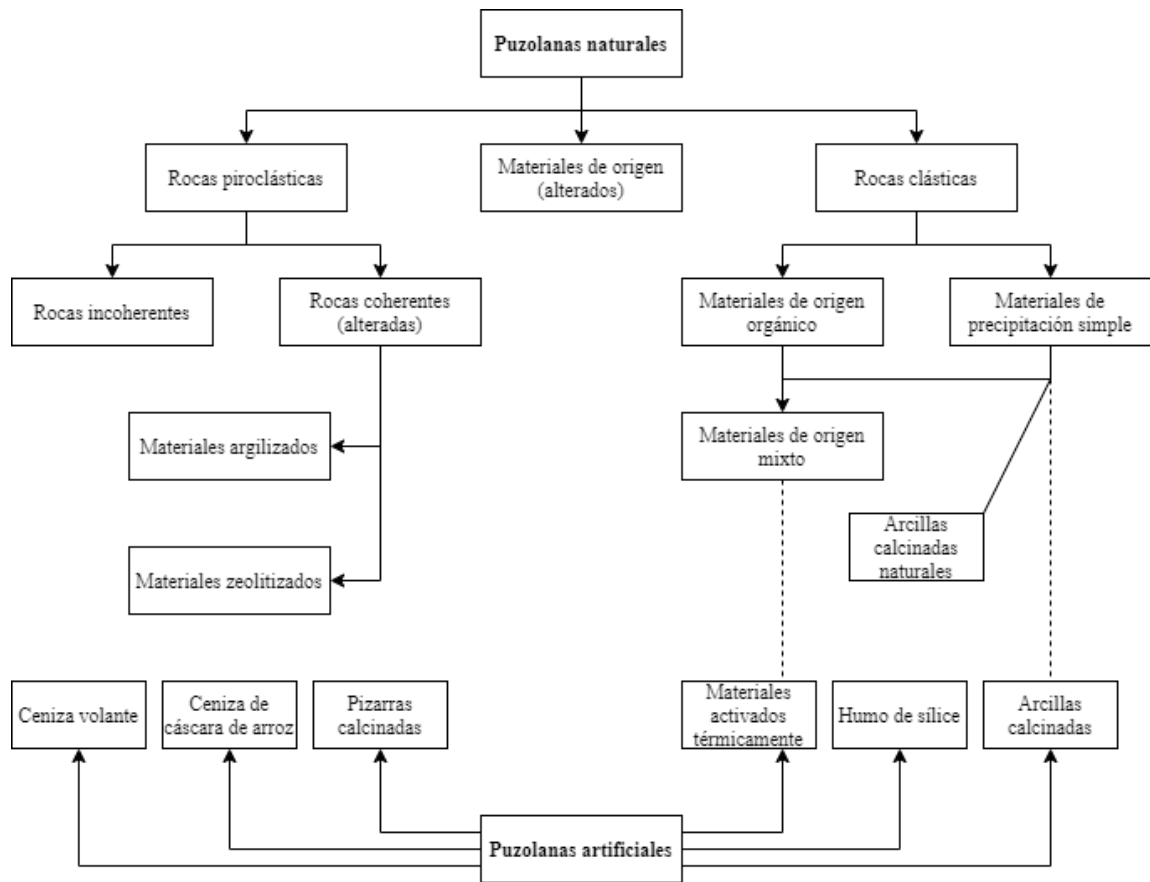 Puzolanas naturales
Rocas piroclásticas
Materiales de origen
(alterados)
Rocas clásticas
Rocas incoherentes
Rocas coherentes
(alteradas)
Materiales de origen
orgánico
Materiales de
precipitación simple
Materiales argilizados
Materiales de origen
mixto
Arcillas
calcinadas
naturales
Materiales zeolitizados
Ceniza volante
Ceniza de
cáscara de arroz
Pizarras
calcinadas
Materiales
activados
térmicamente
Humo de sílice
Arcillas
calcinadas
Puzolanas artificiales